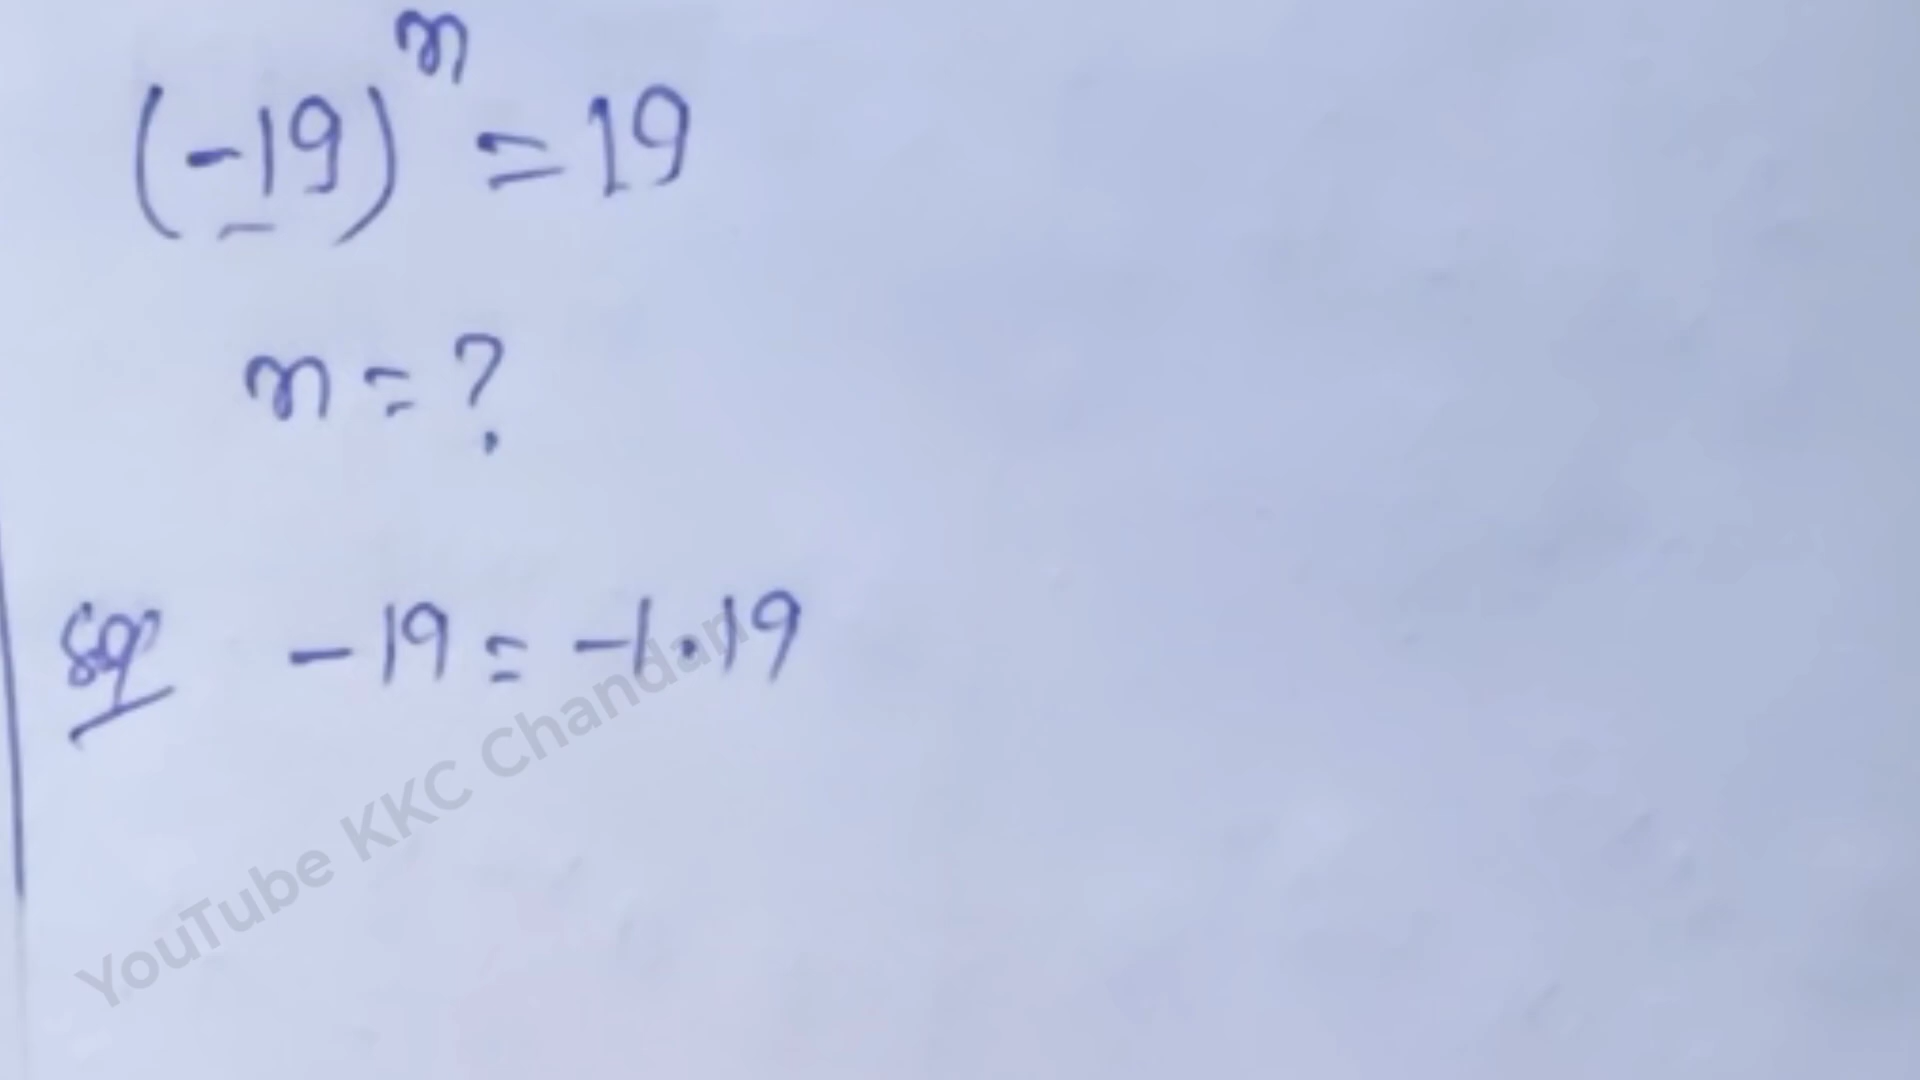 (-19)ⁿ = 19
n = ?
Sol -19 = -1.19
YouTube KKC Chandan